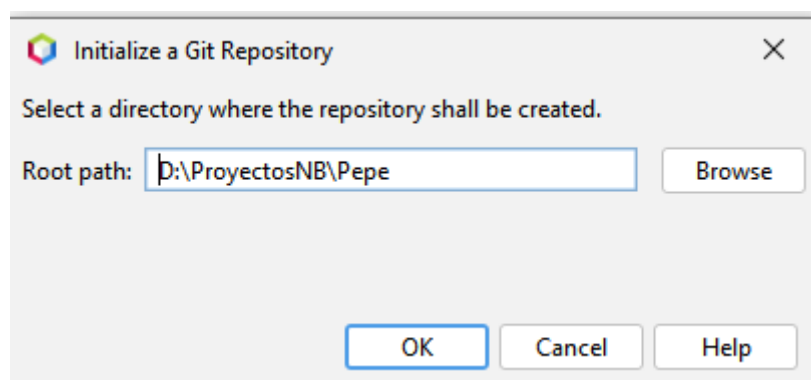 Initialize a Git Repository
Select a directory where the repository shall be created.
Root path: D:\ProyectosNB\Pepe Browse
OK Cancel Help